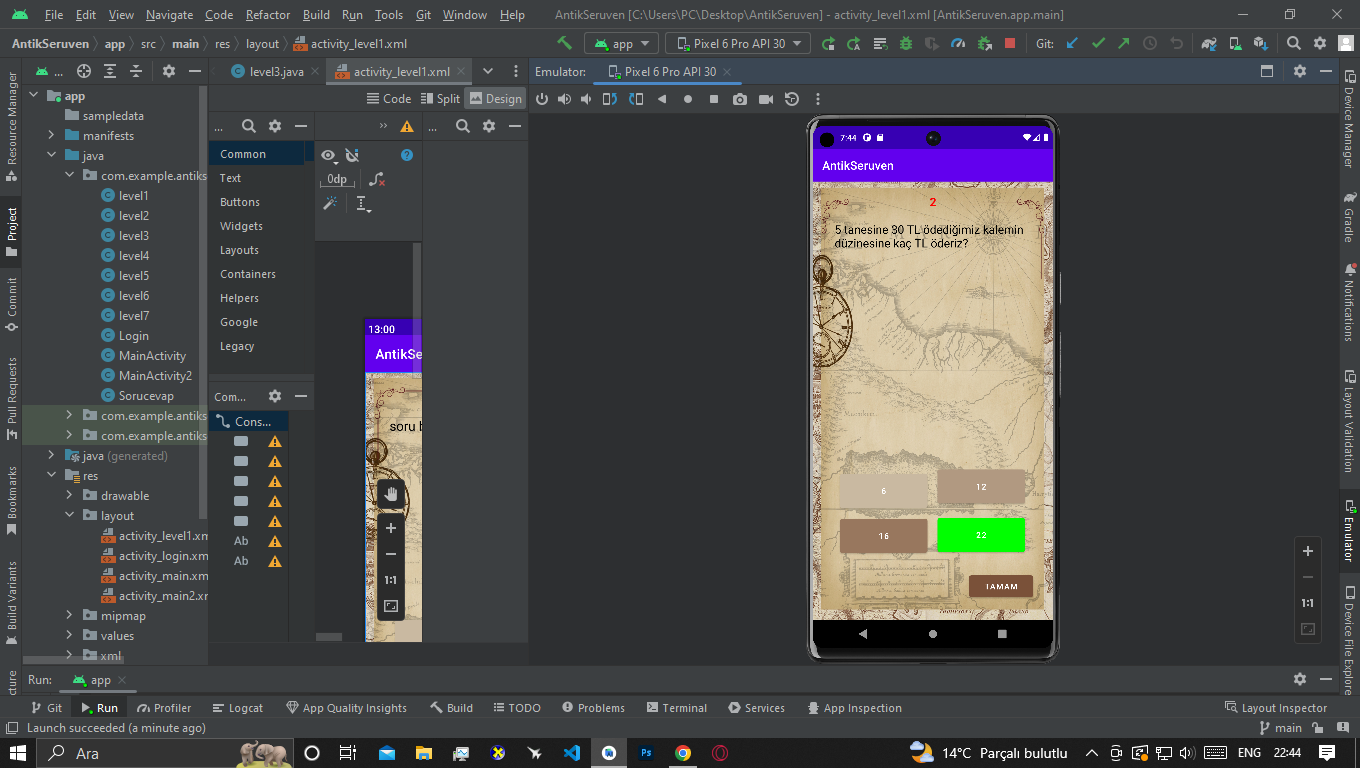 File Edit View Navigate Code Refactor Build Run Tools Git Window Help AntikSeruven [C:\Users\PC\Desktop\AntikSeruven] - activity_level1.xml [AntikSeruven.app.main]
AntikSeruven app src main res layout activity_level1.xml app Pixel 6 Pro API 30 Git:
... level3.java activity_level1.xml Emulator: Pixel 6 Pro API 30
Code Split Design
Resource Manager
Project
Commit
Pull Requests
Bookmarks
Build Variants
app
sampledata
manifests
java
com.example.antiks
level1
level2
level3
level4
level5
level6
level7
Login
MainActivity
MainActivity2
Sorucevap
com.example.antiks
com.example.antiks
java (generated)
res
drawable
layout
activity_level1.xm
activity_login.xm
activity_main.xm
activity_main2.xr
mipmap
values
xml
... »  ...
Common
Text
Buttons
Widgets
Layouts
Containers
Helpers
Google
Legacy
0dp
Com...
Cons...
Ab
Ab
13:00
AntikSe
soru b
1:1
7:44
AntikSeruven
2
5 tanesine 30 TL ödediğimiz kalemin
düzinesine kaç TL öderiz?
6 12
16 22
TAMAM
1:1
Device Manager
Gradle
Notifications
Layout Validation
Emulator
Device File Explore
Run: app
cture
Git Run Profiler Logcat App Quality Insights Build TODO Problems Terminal Services App Inspection Layout Inspector
Launch succeeded (a minute ago) main
Ara Ps 14°C Parçalı bulutlu ENG 22:44